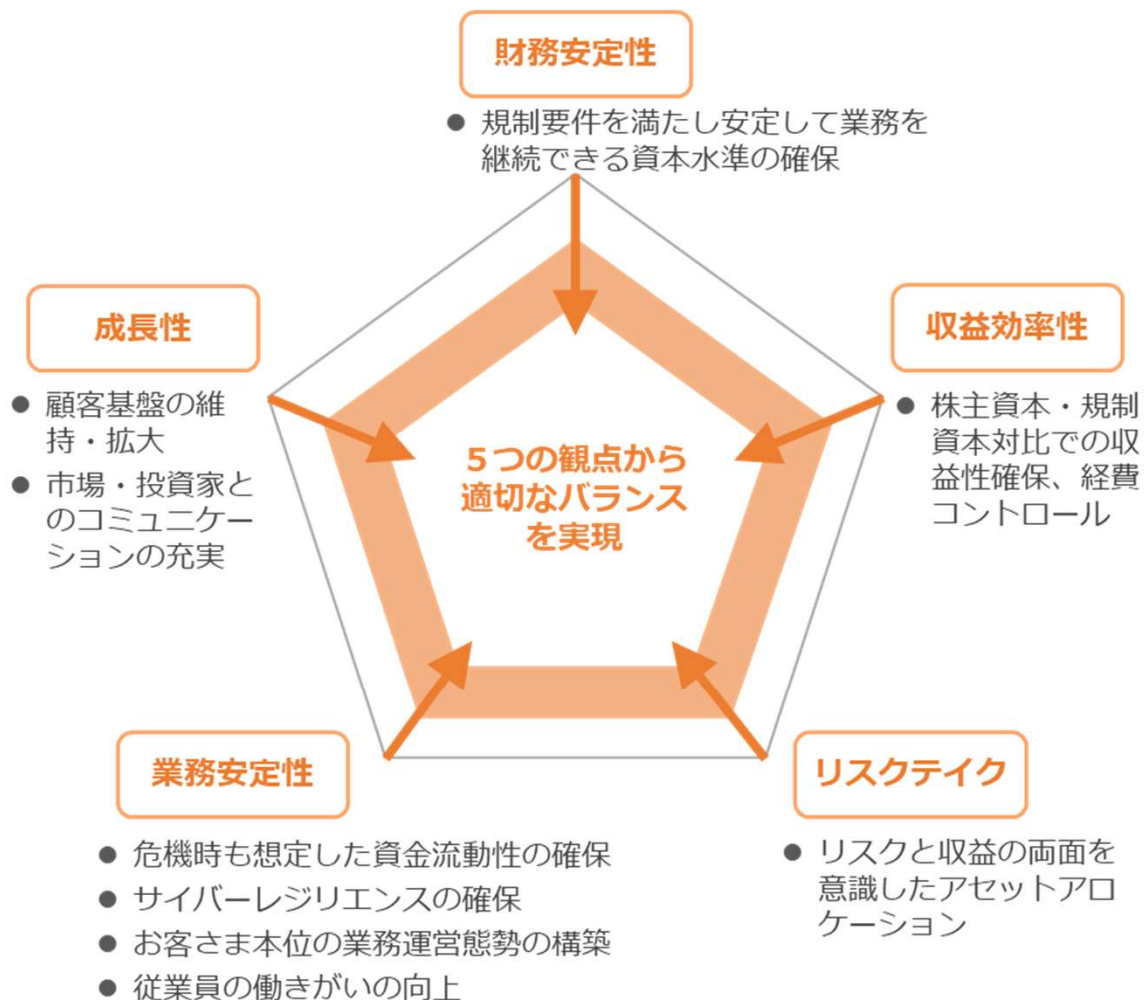 財務安定性
● 規制要件を満たし安定して業務を
継続できる資本水準の確保
成長性
● 顧客基盤の維
持・拡大
● 市場・投資家と
のコミュニケー
ションの充実
収益効率性
● 株主資本・規制
資本対比での収
益性確保、経費
コントロール
５つの観点から
適切なバランス
を実現
業務安定性
● 危機時も想定した資金流動性の確保
● サイバーレジリエンスの確保
● お客さま本位の業務運営態勢の構築
● 従業員の働きがいの向上
リスクテイク
● リスクと収益の両面を
意識したアセットアロ
ケーション